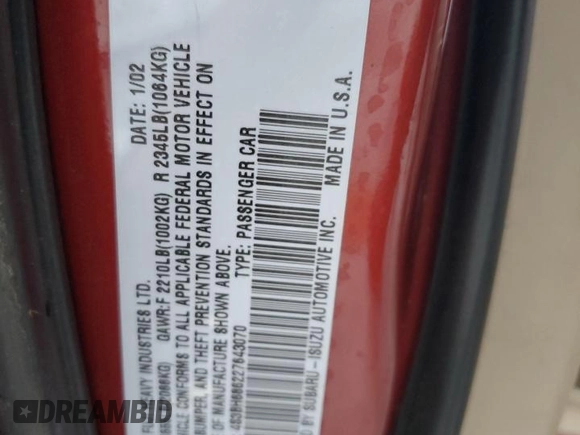 HEAVY INDUSTRIES LTD. DATE: 1/02
GAWR:F 2210LB(1002KG) R 2345LB(1064KG)
CONFORMS TO ALL APPLICABLE FEDERAL MOTOR VEHICLE
BUMPER, AND THEFT PREVENTION STANDARDS IN EFFECT ON
OF MANUFACTURE SHOWN ABOVE.
TYPE: PASSENGER CAR
BY SUBARU-ISUZU AUTOMOTIVE INC. MADE IN U.S.A.
DREAMBID